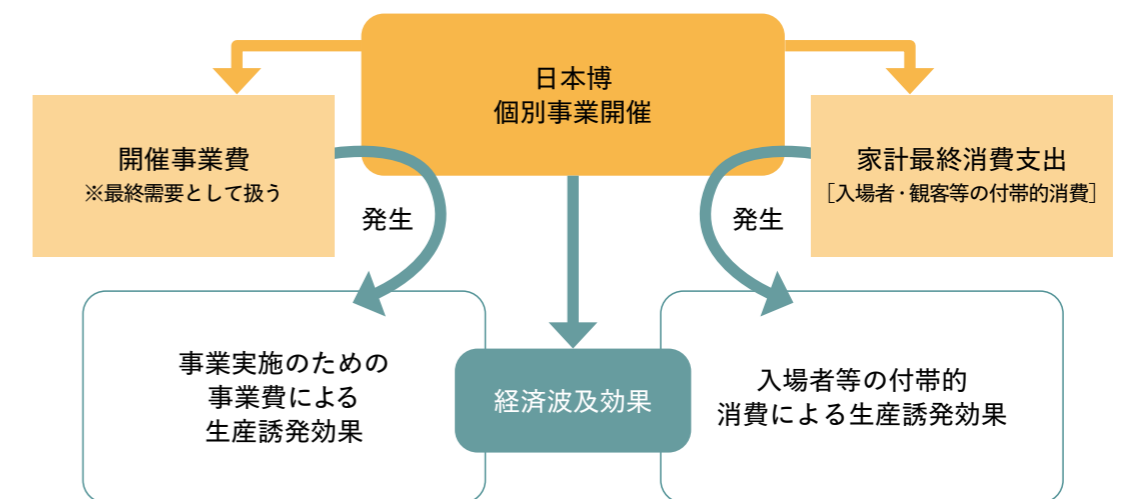 日本博
個別事業開催
開催事業費
※最終需要として扱う
家計最終消費支出
［入場者・観客等の付帯的消費］
発生
発生
事業実施のための
事業費による
生産誘発効果
経済波及効果
入場者等の付帯的
消費による生産誘発効果